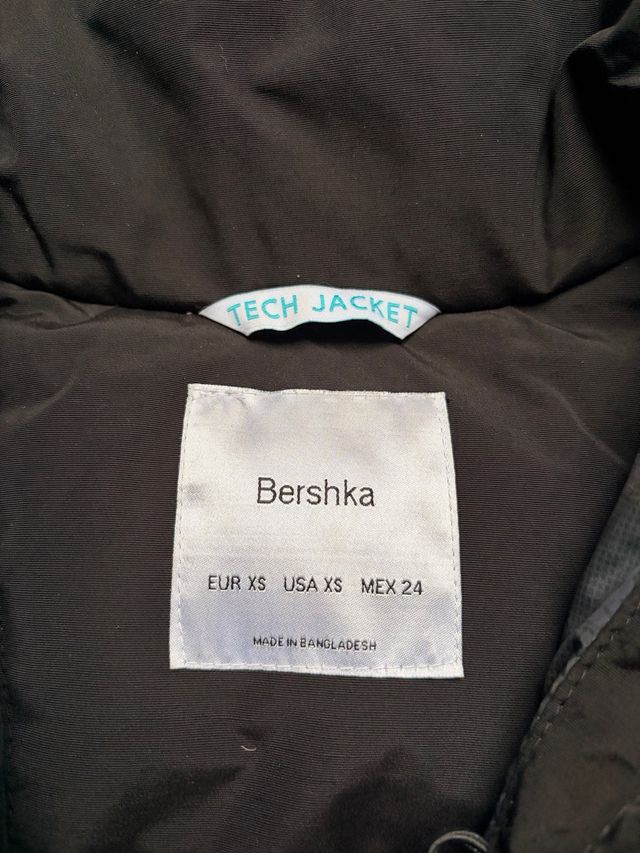 TECH JACKET
Bershka
EUR XS USA XS MEX 24
MADE IN BANGLADESH